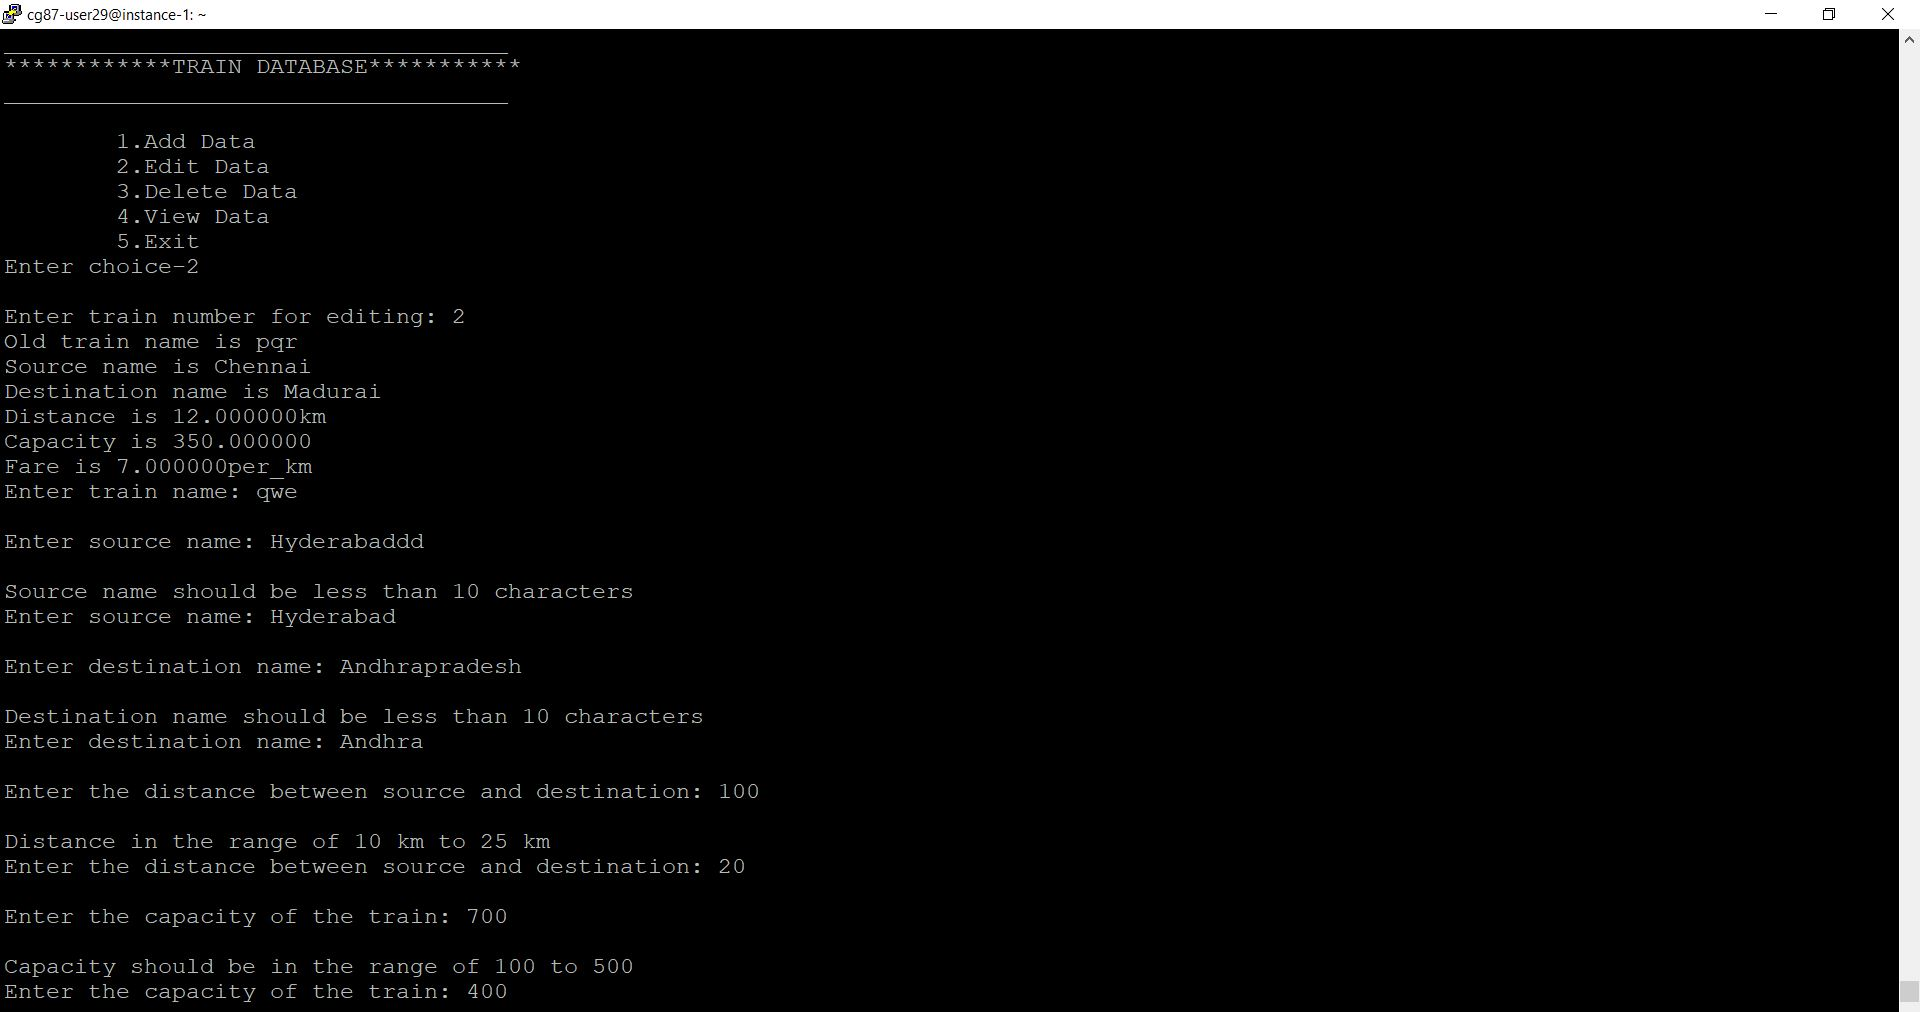 cg87-user29@instance-1: ~
************TRAIN DATABASE***********
1.Add Data
2.Edit Data
3.Delete Data
4.View Data
5.Exit
Enter choice-2
Enter train number for editing: 2
Old train name is pqr
Source name is Chennai
Destination name is Madurai
Distance is 12.000000km
Capacity is 350.000000
Fare is 7.000000per_km
Enter train name: qwe
Enter source name: Hyderabaddd
Source name should be less than 10 characters
Enter source name: Hyderabad
Enter destination name: Andhrapradesh
Destination name should be less than 10 characters
Enter destination name: Andhra
Enter the distance between source and destination: 100
Distance in the range of 10 km to 25 km
Enter the distance between source and destination: 20
Enter the capacity of the train: 700
Capacity should be in the range of 100 to 500
Enter the capacity of the train: 400